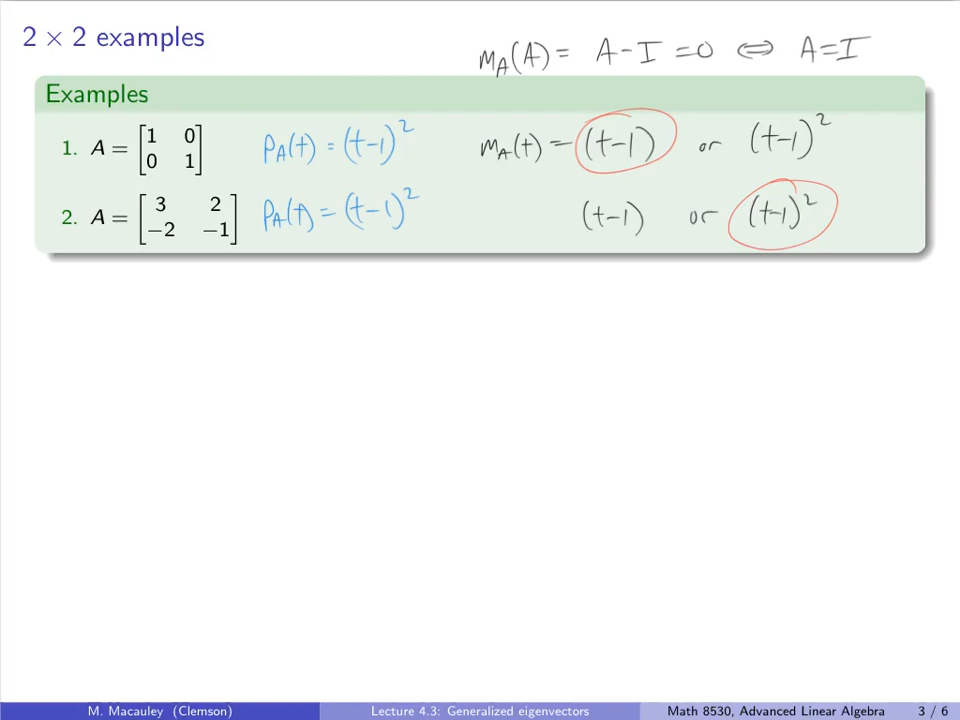 2 × 2 examples
m_A(A) = A − I = 0 ⇔ A = I
Examples
1. A = [1 0; 0 1] p_A(t) = (t−1)² m_A(t) = (t−1) or (t−1)²
2. A = [3 2; −2 −1] p_A(t) = (t−1)² (t−1) or (t−1)²
M. Macauley (Clemson) Lecture 4.3: Generalized eigenvectors Math 8530, Advanced Linear Algebra 3 / 6